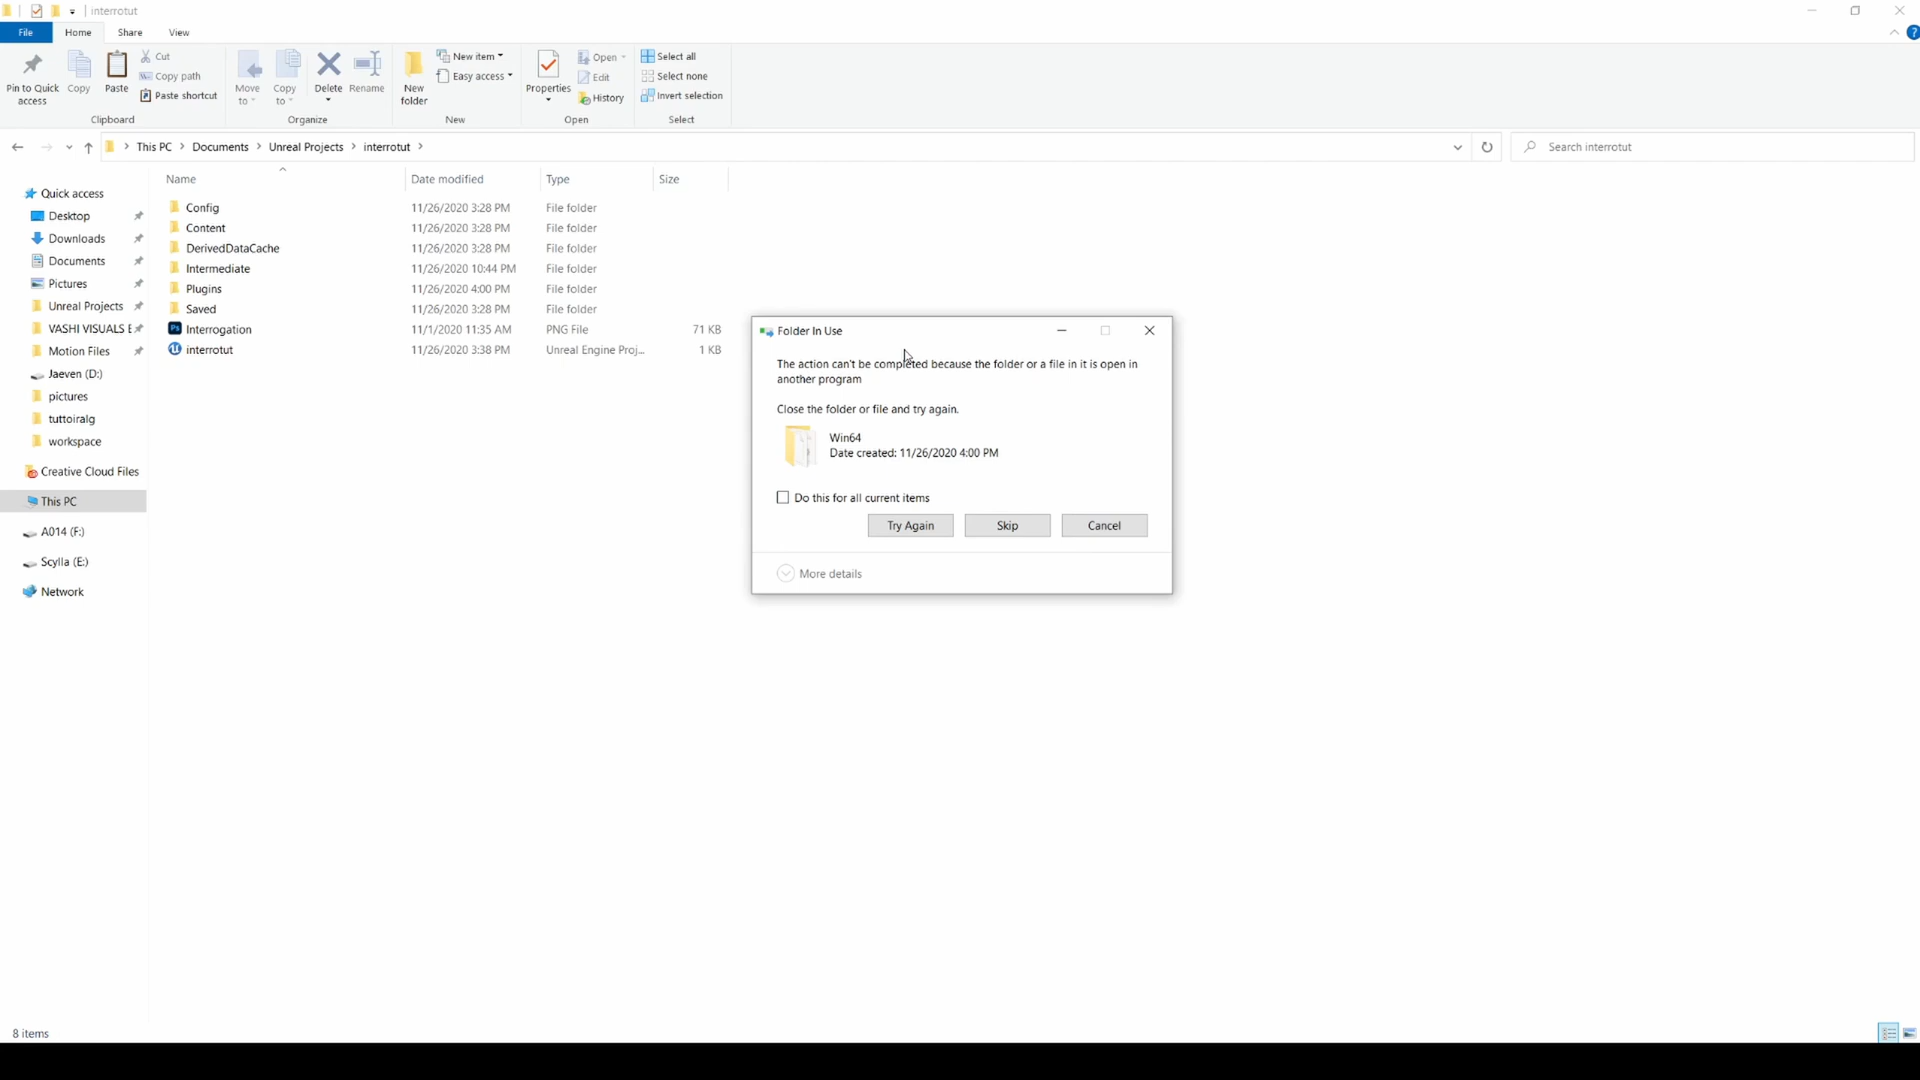 interrotut
File
Home
Share
View
Pin to Quick
access
Copy
Paste
Cut
Copy path
Paste shortcut
Clipboard
Move
to
Copy
to
Delete
Rename
Organize
New
folder
New item
Easy access
New
Properties
Open
Edit
History
Open
Select all
Select none
Invert selection
Select
This PC > Documents > Unreal Projects > interrotut >
Search interrotut
Name Date modified Type Size
Config 11/26/2020 3:28 PM File folder
Content 11/26/2020 3:28 PM File folder
DerivedDataCache 11/26/2020 3:28 PM File folder
Intermediate 11/26/2020 10:44 PM File folder
Plugins 11/26/2020 4:00 PM File folder
Saved 11/26/2020 3:28 PM File folder
Interrogation 11/1/2020 11:35 AM PNG File 71 KB
interrotut 11/26/2020 3:38 PM Unreal Engine Proj... 1 KB
Quick access
Desktop
Downloads
Documents
Pictures
Unreal Projects
VASHI VISUALS E
Motion Files
Jaeven (D:)
pictures
tuttoiralg
workspace
Creative Cloud Files
This PC
A014 (F:)
Scylla (E:)
Network
Folder In Use
The action can't be completed because the folder or a file in it is open in
another program
Close the folder or file and try again.
Win64
Date created: 11/26/2020 4:00 PM
Do this for all current items
Try Again
Skip
Cancel
More details
8 items